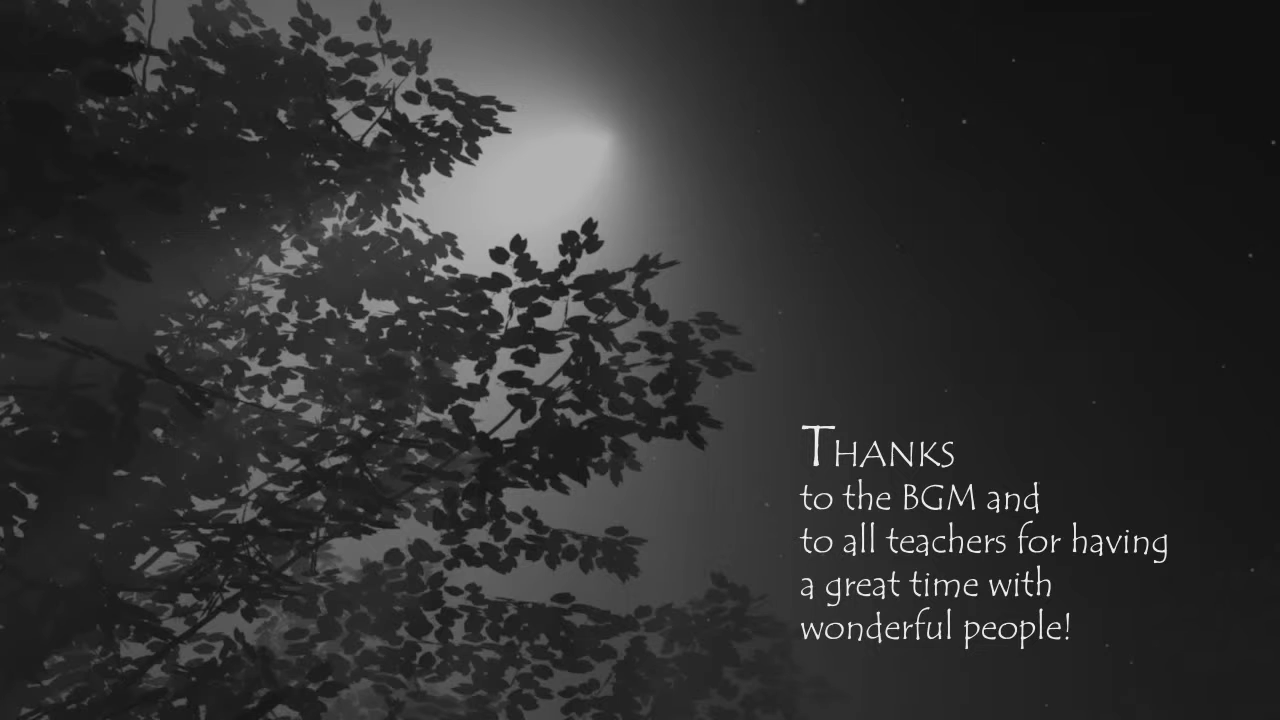 THANKS
to the BGM and
to all teachers for having
a great time with
wonderful people!